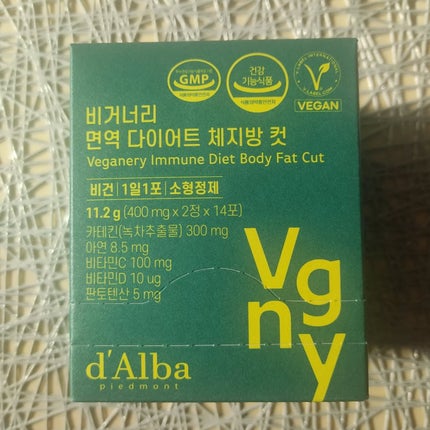 GMP
건강
기능식품
VEGAN
비거너리
면역 다이어트 체지방 컷
Veganery Immune Diet Body Fat Cut
비건 | 1일1포 | 소형정제
11.2 g (400 mg x 2정 x 14포)
카테킨(녹차추출물) 300 mg
아연 8.5 mg
비타민C 100 mg
비타민D 10 ug
판토텐산 5 mg
Vg
ny
d'Alba
piedmont